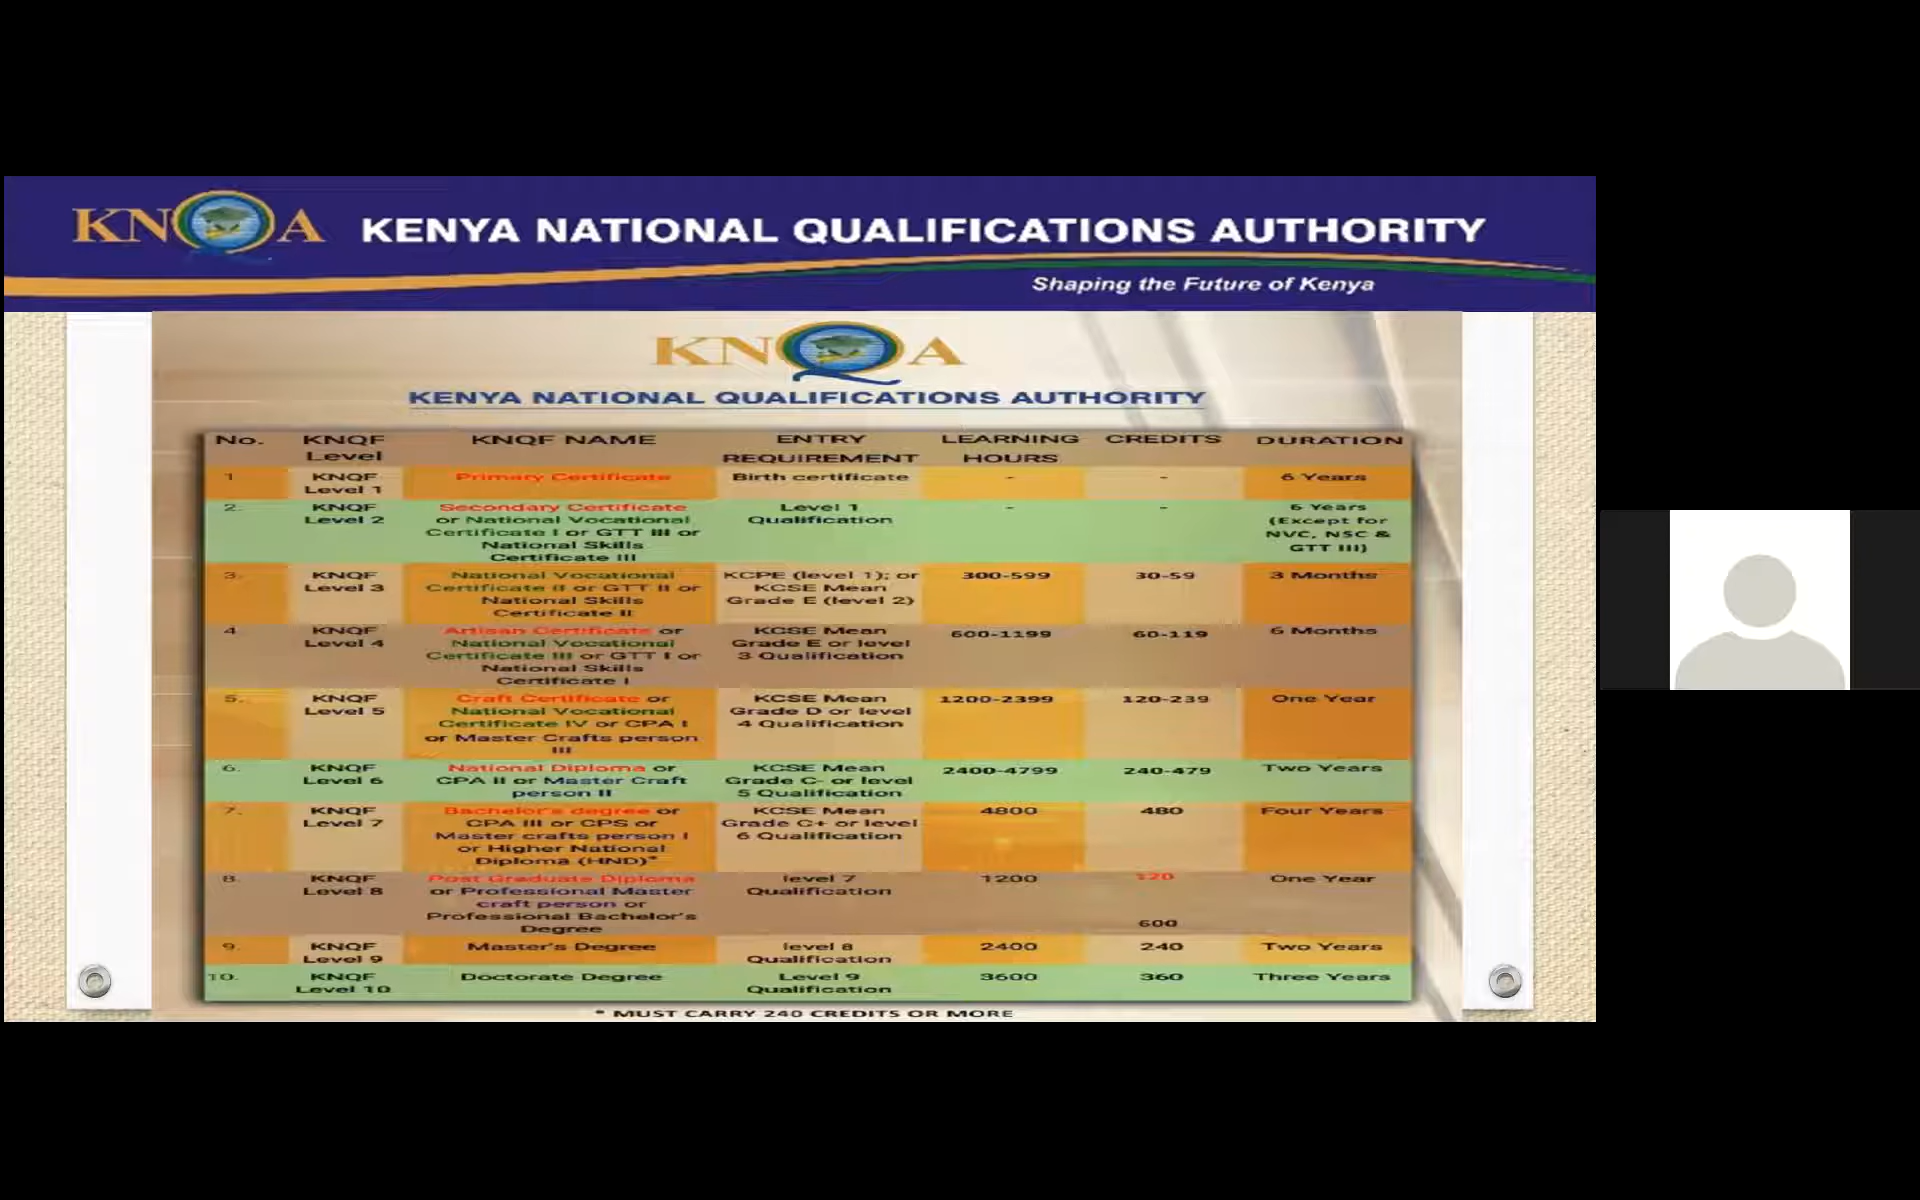 KNQA KENYA NATIONAL QUALIFICATIONS AUTHORITY
Shaping the Future of Kenya
KNQA
KENYA NATIONAL QUALIFICATIONS AUTHORITY
No. KNQF Level KNQF NAME ENTRY REQUIREMENT LEARNING HOURS CREDITS DURATION
1 KNQF Level 1 Primary Certificate Birth certificate - - 6 Years
2. KNQF Level 2 Secondary Certificate or National Vocational Certificate I or GTT III or National Skills Certificate III Level 1 Qualification - - 6 Years (Except for NVC, NSC & GTT III)
3. KNQF Level 3 National Vocational Certificate II or GTT II or National Skills Certificate II KCPE (level 1); or KCSE Mean Grade E (level 2) 300-599 30-59 3 Months
4 KNQF Level 4 Artisan Certificate or National Vocational Certificate III or GTT I or National Skills Certificate I KCSE Mean Grade E or level 3 Qualification 600-1199 60-119 6 Months
5. KNQF Level 5 Craft Certificate or National Vocational Certificate IV or CPA I or Master Crafts person III KCSE Mean Grade D or level 4 Qualification 1200-2399 120-239 One Year
6. KNQF Level 6 National Diploma or CPA II or Master Craft person II KCSE Mean Grade C- or level 5 Qualification 2400-4799 240-479 Two Years
7. KNQF Level 7 Bachelor's degree or CPA III or CPS or Master crafts person I or Higher National Diploma (HND)* KCSE Mean Grade C+ or level 6 Qualification 4800 480 Four Years
8. KNQF Level 8 Post Graduate Diploma or Professional Master craft person or Professional Bachelor's Degree level 7 Qualification 1200 120 600 One Year
9. KNQF Level 9 Master's Degree level 8 Qualification 2400 240 Two Years
10. KNQF Level 10 Doctorate Degree Level 9 Qualification 3600 360 Three Years
* MUST CARRY 240 CREDITS OR MORE